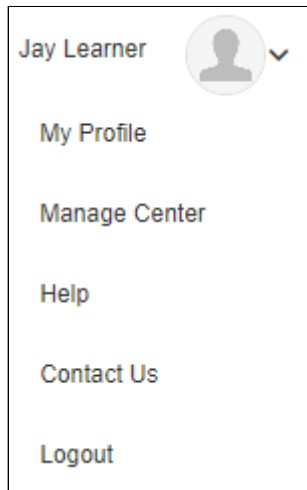 Jay Learner
My Profile
Manage Center
Help
Contact Us
Logout